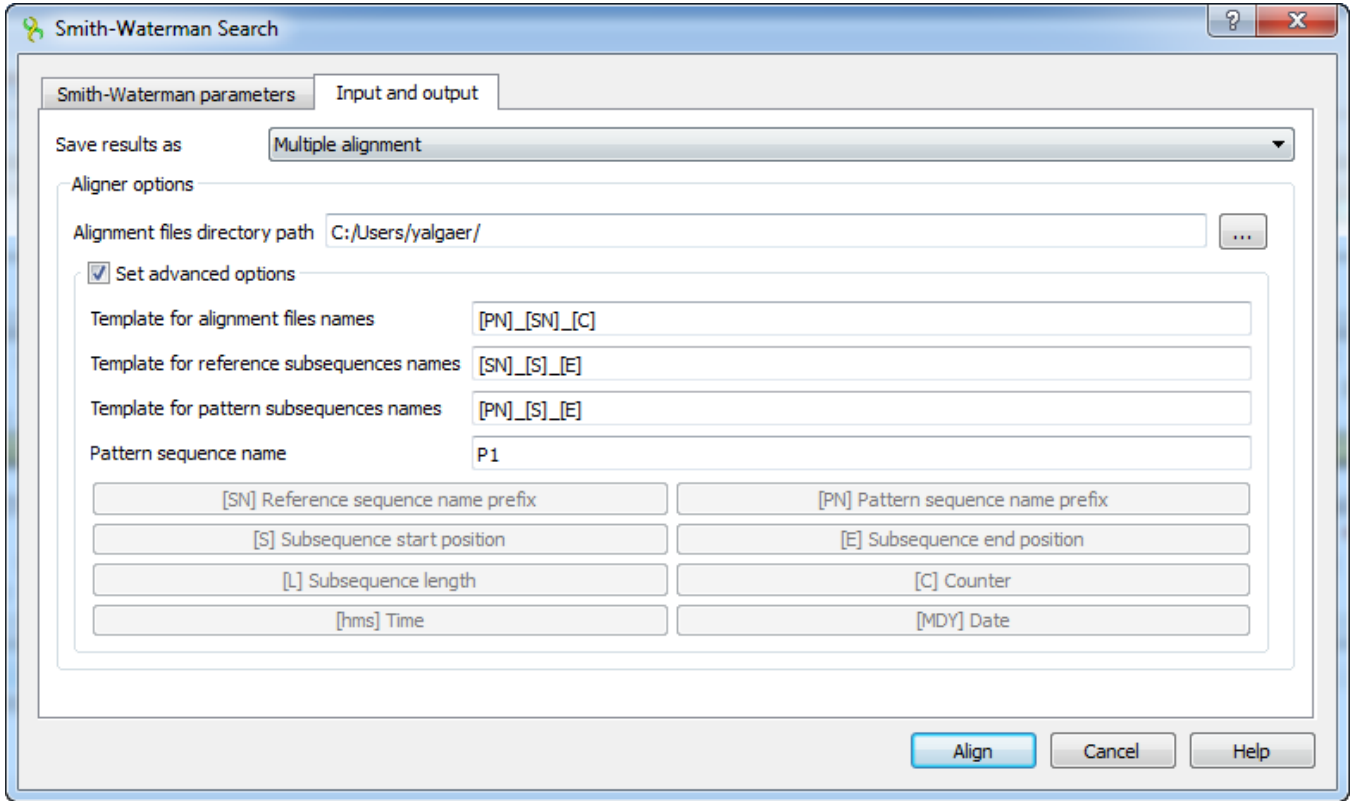 Smith-Waterman Search
?
Smith-Waterman parameters
Input and output
Save results as
Multiple alignment
Aligner options
Alignment files directory path
C:/Users/yalgaer/
...
Set advanced options
Template for alignment files names
[PN]_[SN]_[C]
Template for reference subsequences names
[SN]_[S]_[E]
Template for pattern subsequences names
[PN]_[S]_[E]
Pattern sequence name
P1
[SN] Reference sequence name prefix
[PN] Pattern sequence name prefix
[S] Subsequence start position
[E] Subsequence end position
[L] Subsequence length
[C] Counter
[hms] Time
[MDY] Date
Align
Cancel
Help